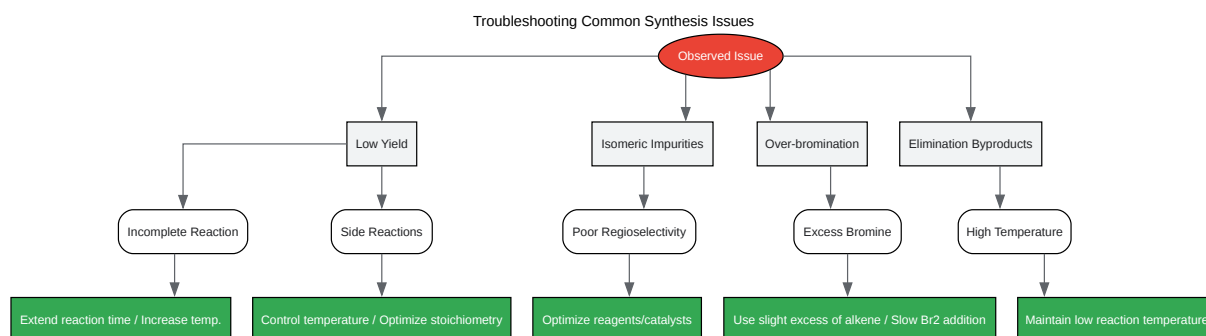 Troubleshooting Common Synthesis Issues
Observed Issue
Low Yield
Isomeric Impurities
Over-bromination
Elimination Byproducts
Incomplete Reaction
Side Reactions
Poor Regioselectivity
Excess Bromine
High Temperature
Extend reaction time / Increase temp.
Control temperature / Optimize stoichiometry
Optimize reagents/catalysts
Use slight excess of alkene / Slow Br2 addition
Maintain low reaction temperature